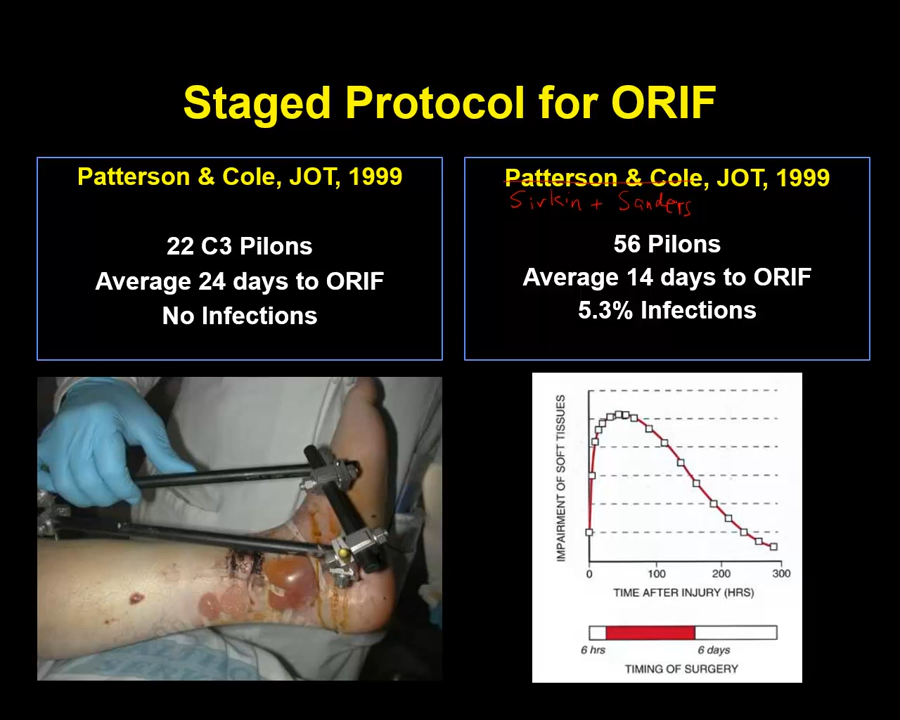 Staged Protocol for ORIF
Patterson & Cole, JOT, 1999
22 C3 Pilons
Average 24 days to ORIF
No Infections
Patterson & Cole, JOT, 1999
Sirkin + Sanders
56 Pilons
Average 14 days to ORIF
5.3% Infections
IMPAIRMENT OF SOFT TISSUES
0 100 200 300
TIME AFTER INJURY (HRS)
6 hrs 6 days
TIMING OF SURGERY